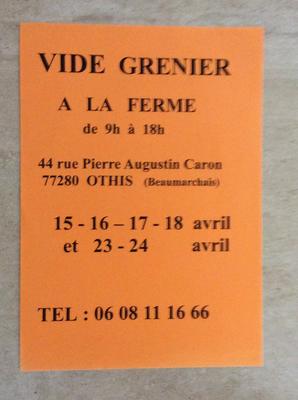 VIDE GRENIER
A LA FERME
de 9h à 18h
44 rue Pierre Augustin Caron
77280 OTHIS (Beaumarchais)
15 - 16 – 17 - 18 avril
et 23 - 24 avril
TEL : 06 08 11 16 66